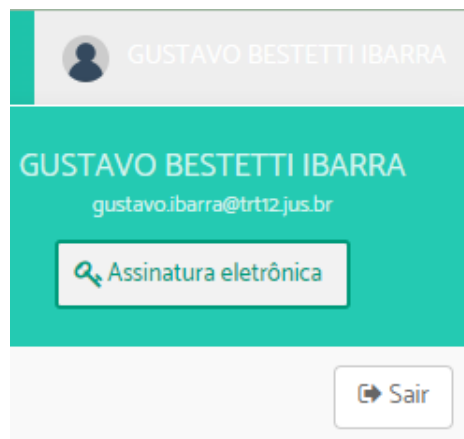 GUSTAVO BESTETTI IBARRA
GUSTAVO BESTETTI IBARRA
gustavo.ibarra@trt12.jus.br
Assinatura eletrônica
Sair